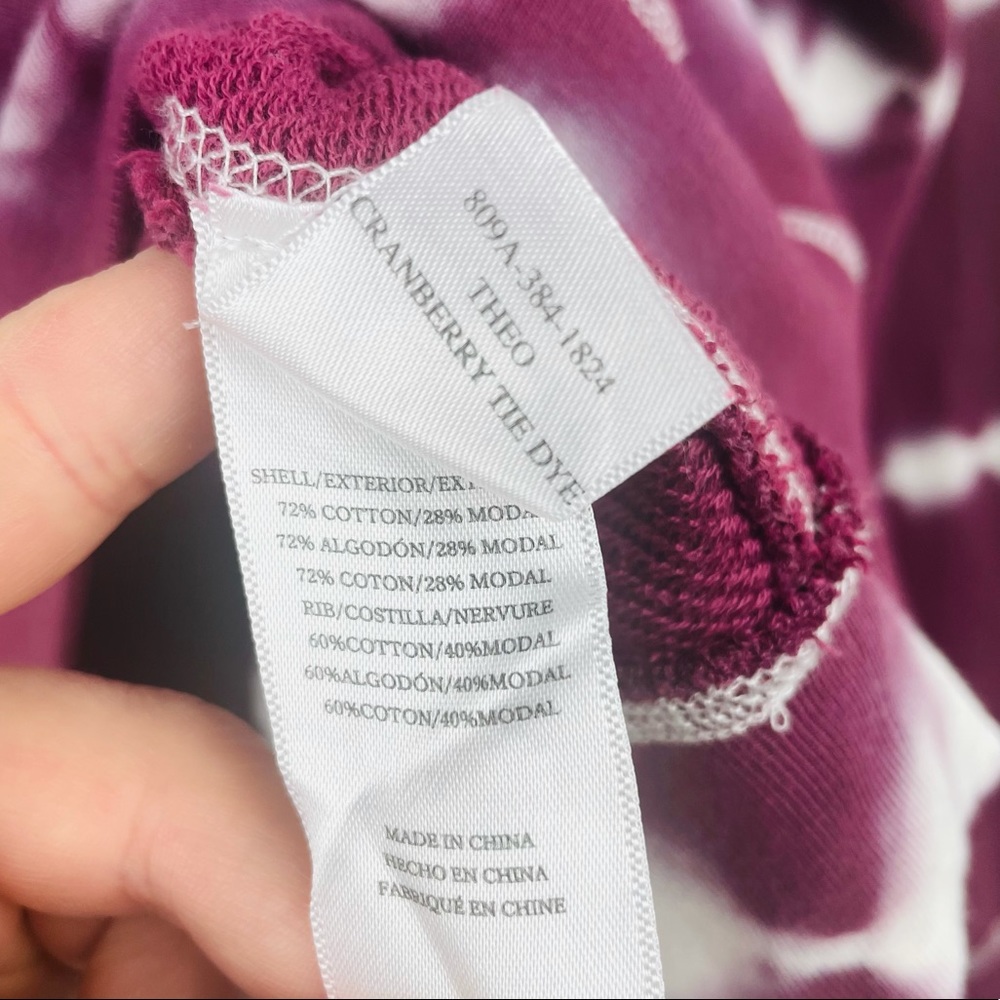 809A-384-1824
THEO
CRANBERRY TIE DYE
SHELL/EXTERIOR/
72% COTTON/28%
72% ALGODÓN/28% MODAL
72% COTON/28% MODAL
RIB/COSTILLA/NERVURE
60%COTTON/40%MODAL
60%ALGODÓN/40%MODAL
60%COTON/40%MODAL
MADE IN CHINA
HECHO EN CHINA
FABRIQUÉ EN CHINE